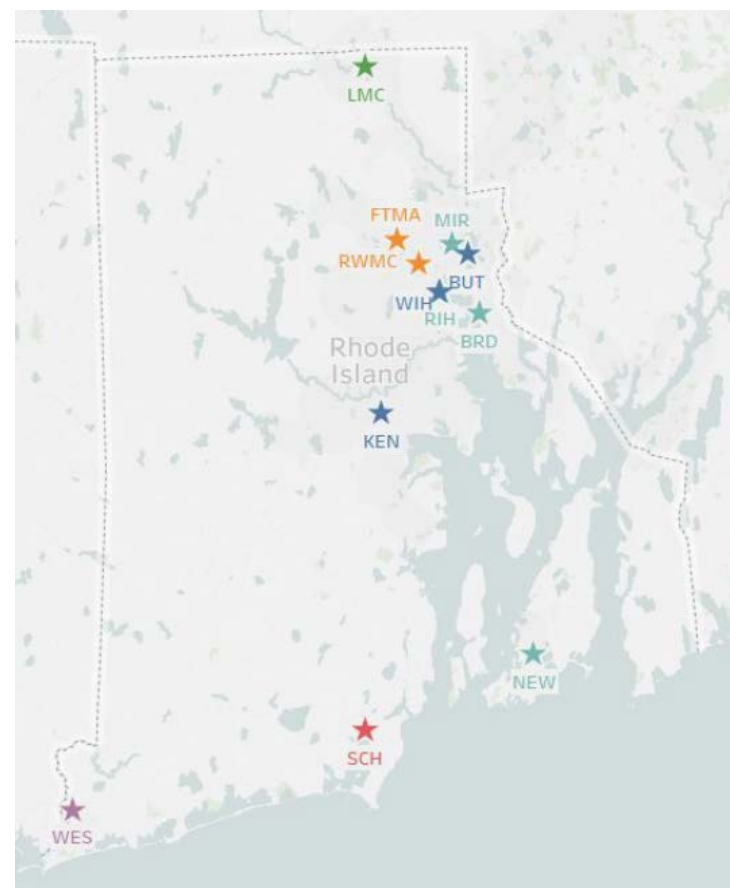 LMC
FTMA
MIR
RWMC
BUT
WIH
RIH
BRD
Rhode
Island
KEN
NEW
SCH
WES